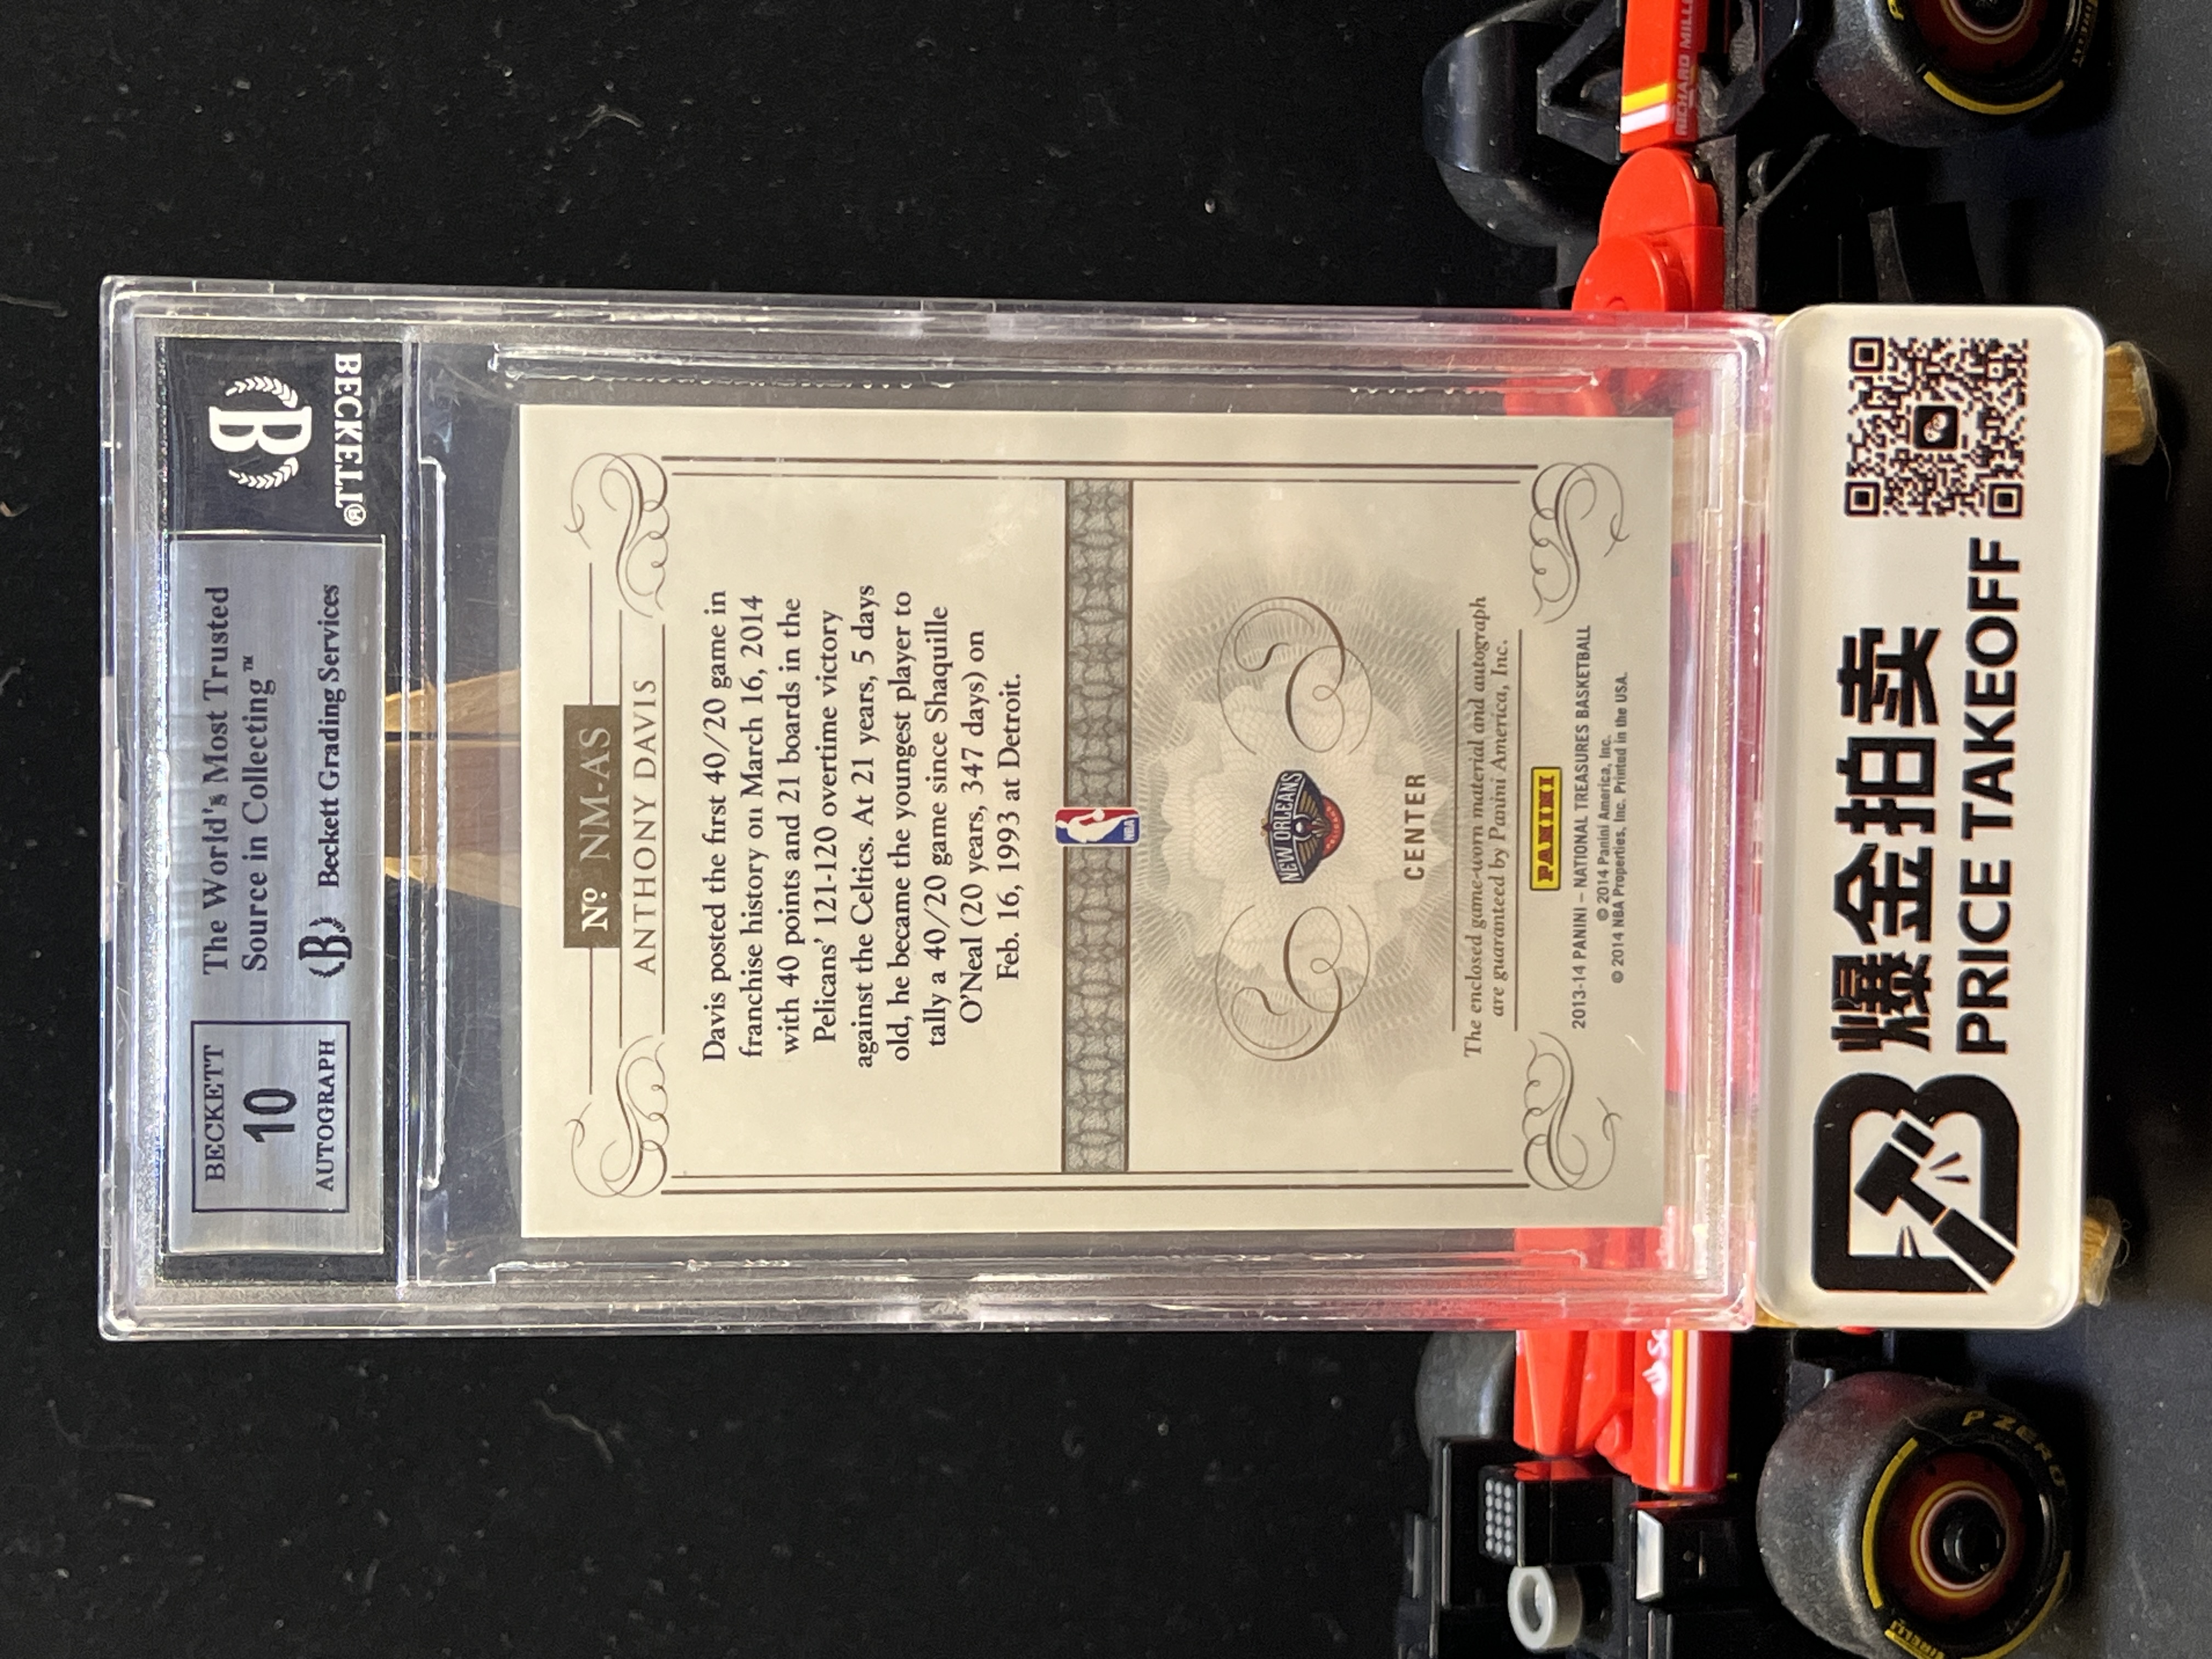 BECKETT
10
AUTOGRAPH
The World's Most Trusted
Source in Collecting™
B Beckett Grading Services
B
BECKETT®
Nº NM-AS
ANTHONY DAVIS
Davis posted the first 40/20 game in
franchise history on March 16, 2014
with 40 points and 21 boards in the
Pelicans' 121-120 overtime victory
against the Celtics. At 21 years, 5 days
old, he became the youngest player to
tally a 40/20 game since Shaquille
O'Neal (20 years, 347 days) on
Feb. 16, 1993 at Detroit.
NBA
NEW ORLEANS
CENTER
The enclosed game-worn material and autograph
are guaranteed by Panini America, Inc.
PANINI
2013-14 PANINI – NATIONAL TREASURES BASKETBALL
© 2014 Panini America, Inc.
© 2014 NBA Properties, Inc. Printed in the USA.
爆金拍卖
PRICE TAKEOFF
RICHARD MILLE
P ZERO
PIRELLI